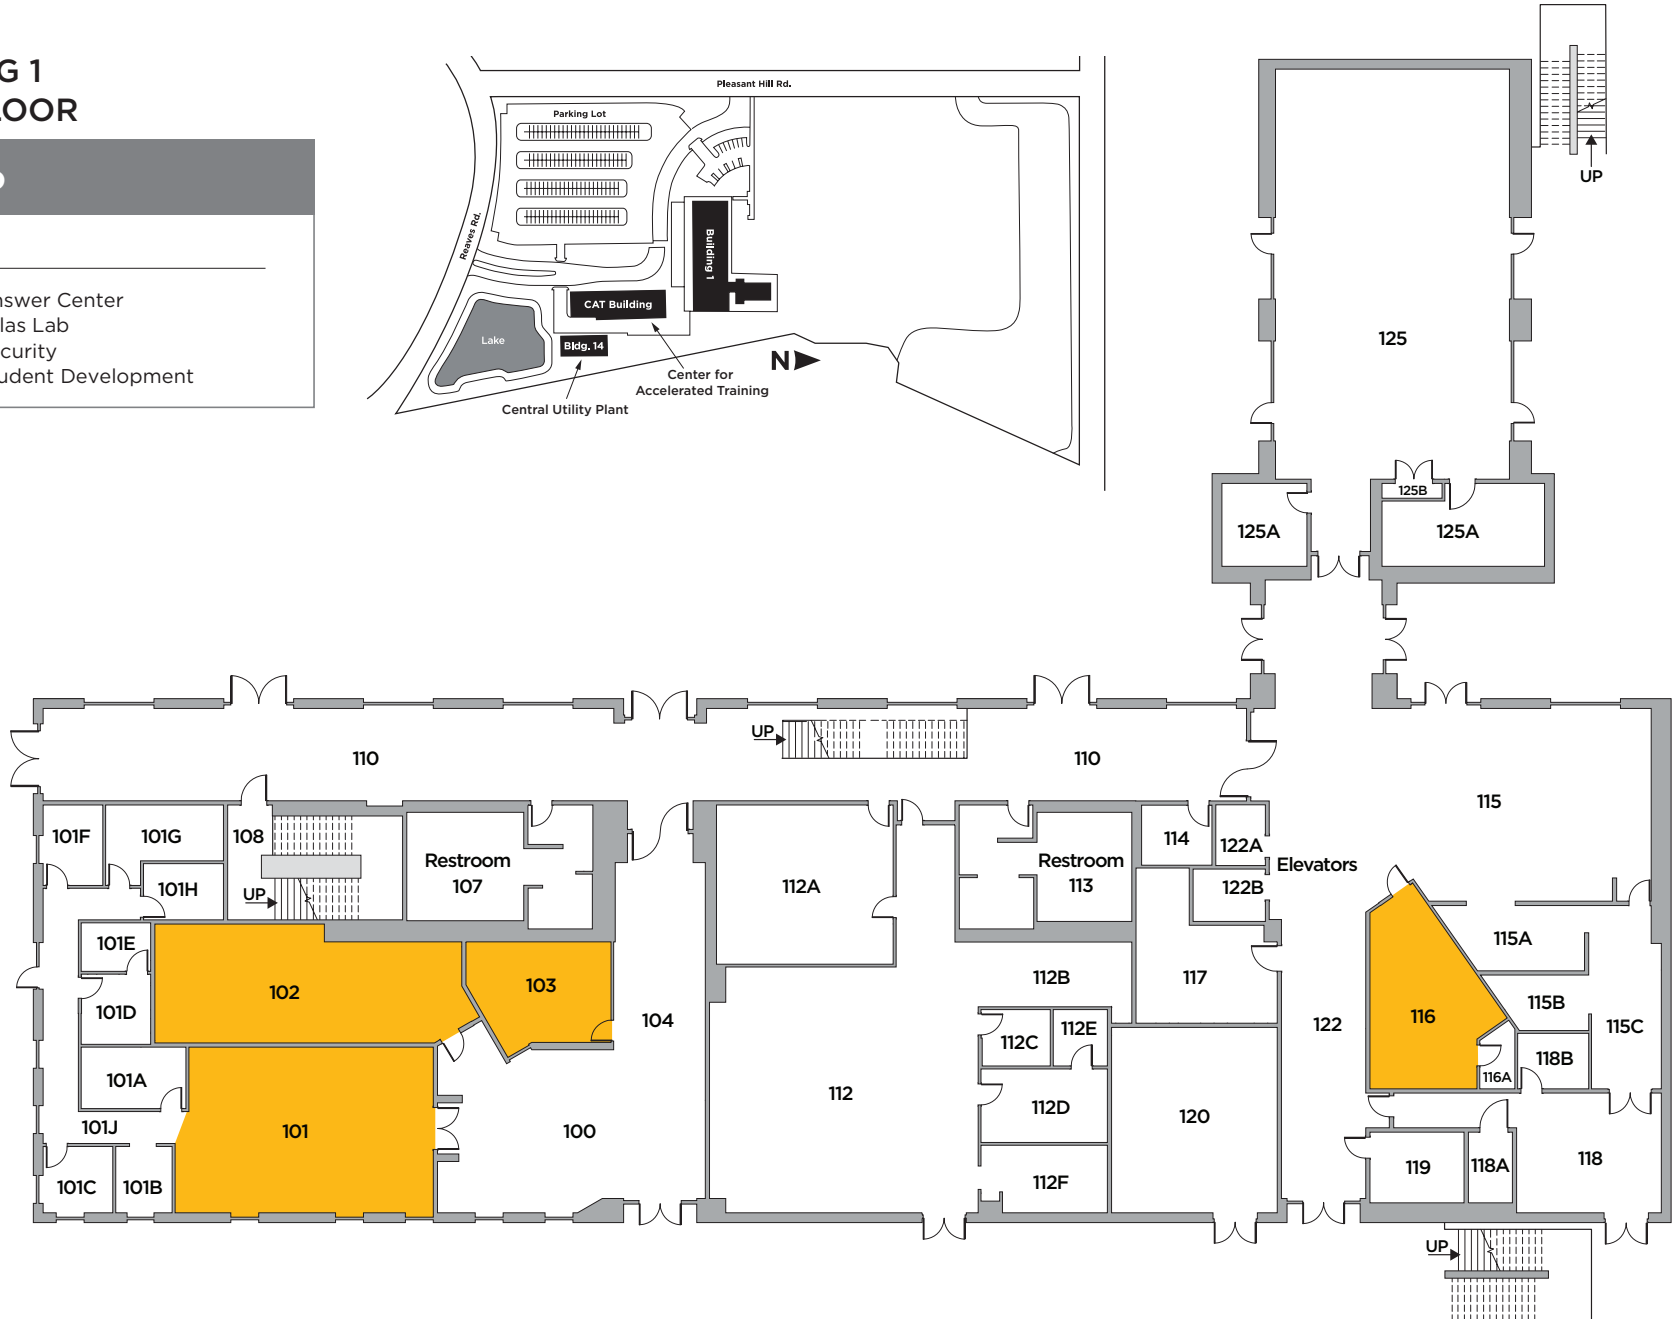 G 1
LOOR
nswer Center
las Lab
curity
udent Development
Pleasant Hill Rd.
Parking Lot
Reaves Rd.
Building 1
CAT Building
Lake
Bldg. 14
N
Center for
Accelerated Training
Central Utility Plant
UP
125
125B
125A
125A
UP
110
110
115
101F
101G
108
Restroom
107
112A
Restroom
113
114
122A
Elevators
122B
101H
UP
101E
102
103
101D
104
112B
117
115A
115B
115C
116
122
112C
112E
118B
116A
101A
112
112D
120
101J
101
100
101C
101B
112F
119
118A
118
UP